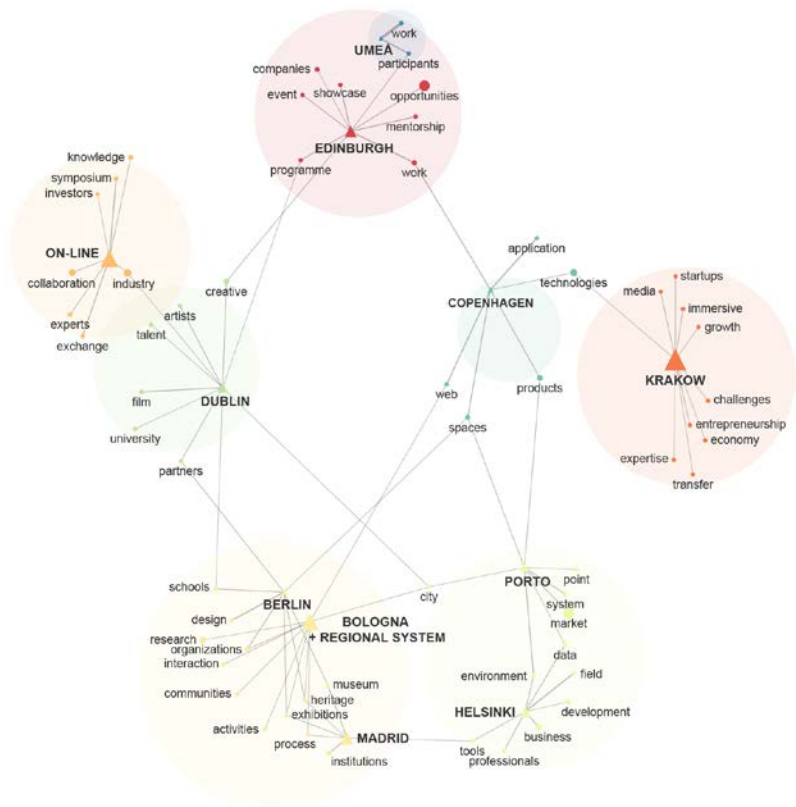 work
UMEA
participants
companies
showcase
event
opportunities
mentorship
EDINBURGH
programme
work
knowledge
symposium
investors
ON-LINE
collaboration
industry
experts
exchange
creative
artists
talent
film
DUBLIN
university
partners
application
technologies
COPENHAGEN
web
products
spaces
startups
media
immersive
growth
KRAKOW
challenges
entrepreneurship
economy
expertise
transfer
schools
BERLIN
design
BOLOGNA
+ REGIONAL SYSTEM
research
organizations
interaction
communities
museum
heritage
exhibitions
activities
process
MADRID
institutions
city
PORTO
point
system
market
data
environment
field
HELSINKI
development
business
tools
professionals